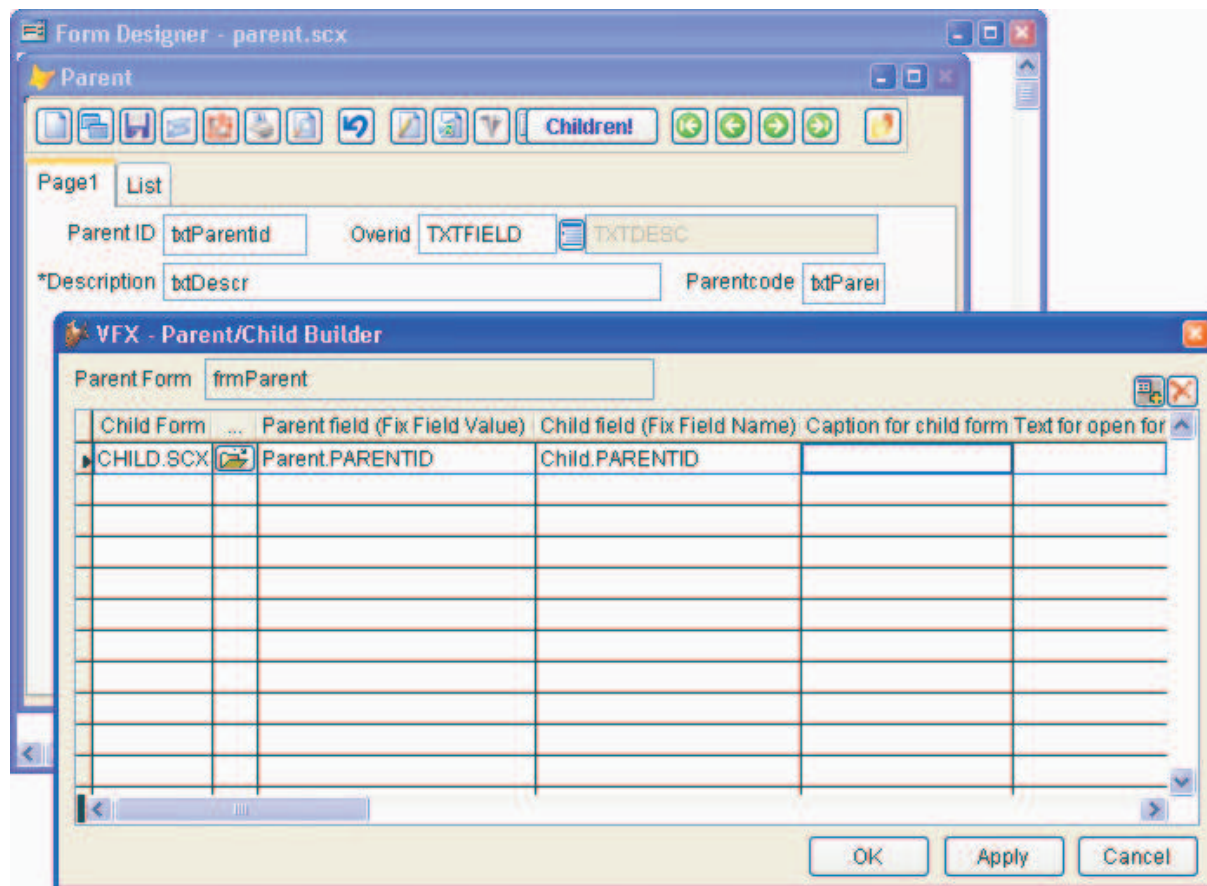 Form Designer - parent.scx
Parent
Children!
Page1 List
Parent ID txtParentid Overid TXTFIELD TXTDESC
*Description txtDescr Parentcode txtParei
VFX - Parent/Child Builder
Parent Form frmParent
Child Form ... Parent field (Fix Field Value) Child field (Fix Field Name) Caption for child form Text for open for
CHILD.SCX Parent.PARENTID Child.PARENTID
OK Apply Cancel